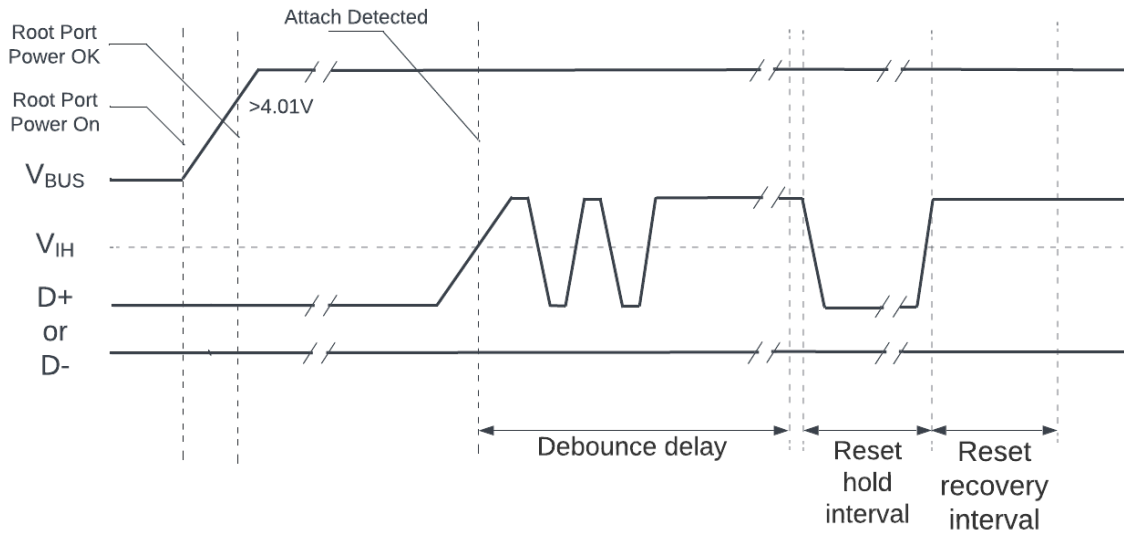 Root Port
Power OK
Attach Detected
Root Port
Power On
>4.01V
VBUS
VIH
D+
or
D-
Debounce delay
Reset
hold
interval
Reset
recovery
interval